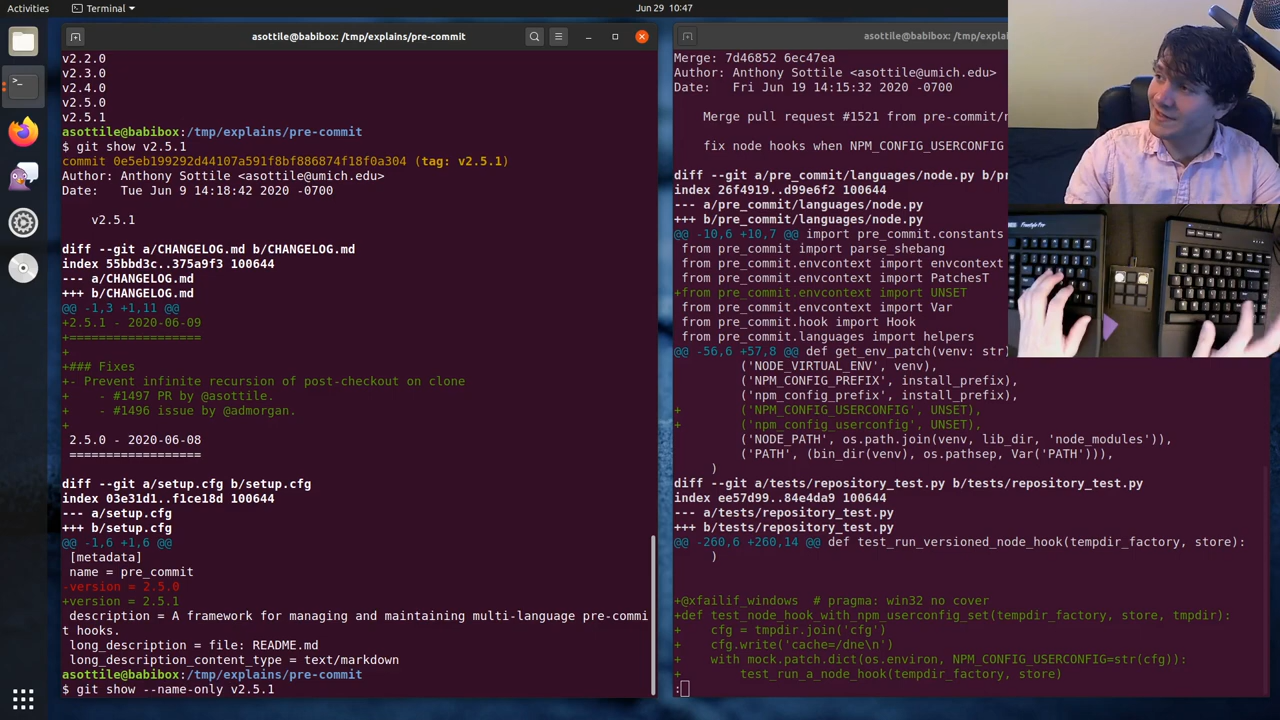 Activities
Terminal
Jun 29 10:47
asottile@babibox: /tmp/explains/pre-commit
v2.2.0
v2.3.0
v2.4.0
v2.5.0
v2.5.1
asottile@babibox:/tmp/explains/pre-commit
$ git show v2.5.1
commit 0e5eb199292d44107a591f8bf886874f18f0a304 (tag: v2.5.1)
Author: Anthony Sottile <asottile@umich.edu>
Date:   Tue Jun 9 14:18:42 2020 -0700
    v2.5.1
diff --git a/CHANGELOG.md b/CHANGELOG.md
index 55bbd3c..375a9f3 100644
--- a/CHANGELOG.md
+++ b/CHANGELOG.md
@@ -1,3 +1,11 @@
+2.5.1 - 2020-06-09
+==================
+
+### Fixes
+- Prevent infinite recursion of post-checkout on clone
+    - #1497 PR by @asottile.
+    - #1496 issue by @admorgan.
+
 2.5.0 - 2020-06-08
 ==================
diff --git a/setup.cfg b/setup.cfg
index 03e31d1..f1ce18d 100644
--- a/setup.cfg
+++ b/setup.cfg
@@ -1,6 +1,6 @@
 [metadata]
 name = pre_commit
-version = 2.5.0
+version = 2.5.1
 description = A framework for managing and maintaining multi-language pre-commi
t hooks.
 long_description = file: README.md
 long_description_content_type = text/markdown
asottile@babibox:/tmp/explains/pre-commit
$ git show --name-only v2.5.1
asottile@babibox: /tmp/explai
Merge: 7d46852 6ec47ea
Author: Anthony Sottile <asottile@umich.edu>
Date:   Fri Jun 19 14:15:32 2020 -0700
    Merge pull request #1521 from pre-commit/
    fix node hooks when NPM_CONFIG_USERCONFIG
diff --git a/pre_commit/languages/node.py b/pr
index 26f4919..d99e6f2 100644
--- a/pre_commit/languages/node.py
+++ b/pre_commit/languages/node.py
@@ -10,6 +10,7 @@ import pre_commit.constants
 from pre_commit import parse_shebang
 from pre_commit.envcontext import envcontext
 from pre_commit.envcontext import PatchesT
+from pre_commit.envcontext import UNSET
 from pre_commit.envcontext import Var
 from pre_commit.hook import Hook
 from pre_commit.languages import helpers
@@ -56,6 +57,8 @@ def get_env_patch(venv: str)
         ('NODE_VIRTUAL_ENV', venv),
         ('NPM_CONFIG_PREFIX', install_prefix),
         ('npm_config_prefix', install_prefix),
+        ('NPM_CONFIG_USERCONFIG', UNSET),
+        ('npm_config_userconfig', UNSET),
         ('NODE_PATH', os.path.join(venv, lib_dir, 'node_modules')),
         ('PATH', (bin_dir(venv), os.pathsep, Var('PATH'))),
     )
diff --git a/tests/repository_test.py b/tests/repository_test.py
index ee57d99..84e4da9 100644
--- a/tests/repository_test.py
+++ b/tests/repository_test.py
@@ -260,6 +260,14 @@ def test_run_versioned_node_hook(tempdir_factory, store):
     )
+@xfailif_windows  # pragma: win32 no cover
+def test_node_hook_with_npm_userconfig_set(tempdir_factory, store, tmpdir):
+    cfg = tmpdir.join('cfg')
+    cfg.write('cache=/dne\n')
+    with mock.patch.dict(os.environ, NPM_CONFIG_USERCONFIG=str(cfg)):
+        test_run_a_node_hook(tempdir_factory, store)
: